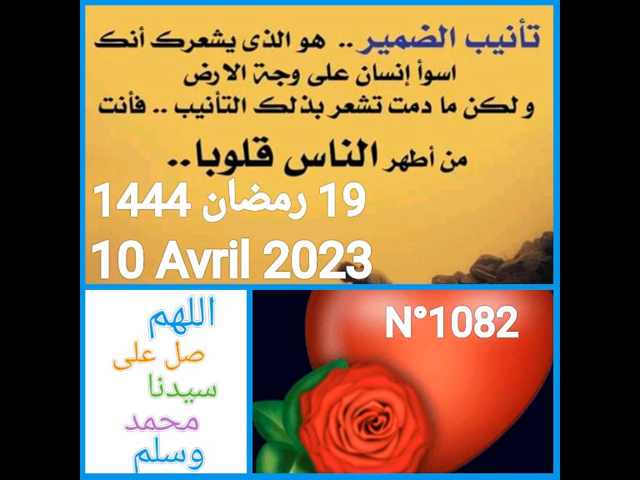 تأنيب الضمير .. هو الذى يشعرك أنك
اسوأ إنسان على وجة الارض
ولكن ما دمت تشعر بذلك التأنيب .. فأنت
من أطهر الناس قلوبا..
19 رمضان 1444
10 Avril 2023
اللهم
صل على
سيدنا
محمد
وسلم
N°1082